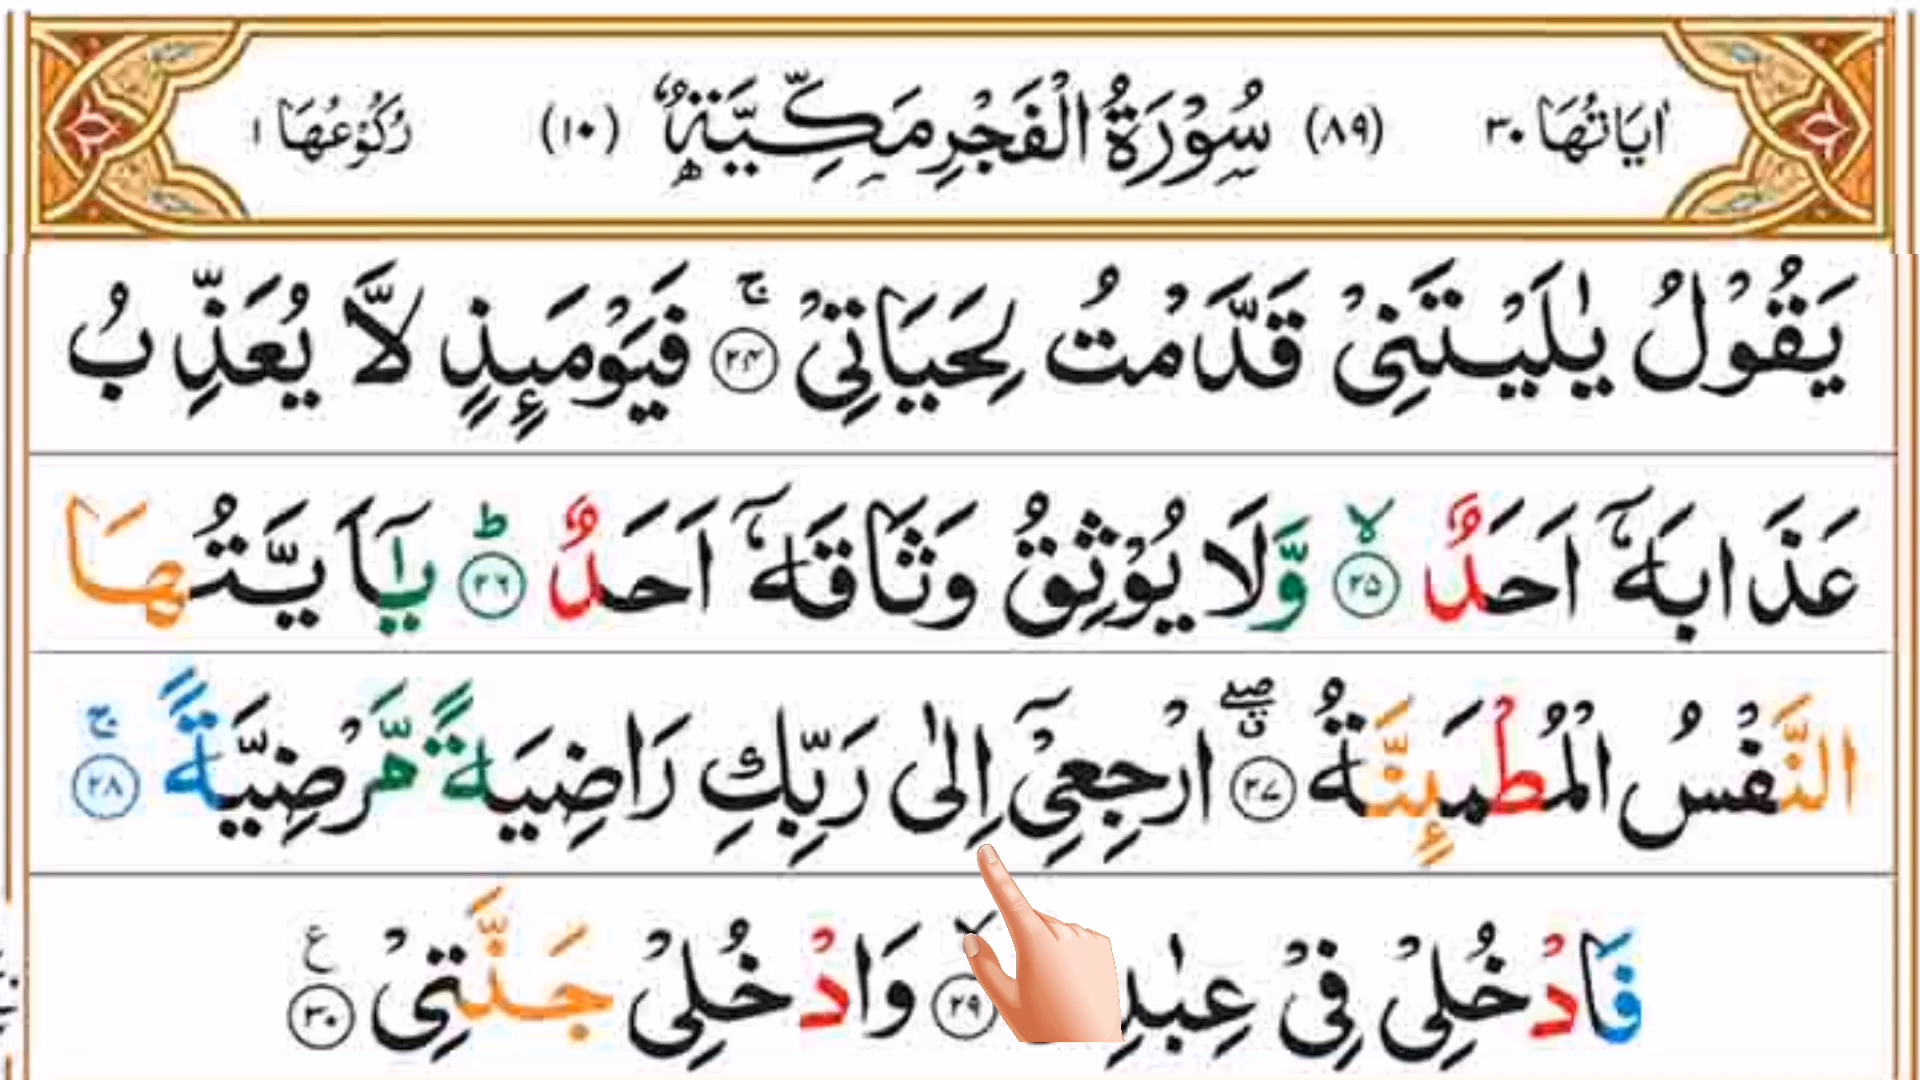 اٰيَاتُهَا ٣٠ (٨٩) سُوْرَةُ الْفَجْرِ مَكِّيَّةٌ (١٠) رُكُوْعُهَا ١
يَقُوْلُ يٰلَيْتَنِىْ قَدَّمْتُ لِحَيَاتِىْ ۚ ﴿٢٤﴾ فَيَوْمَئِذٍ لَّا يُعَذِّبُ
عَذَابَهٗۤ اَحَدٌ ۙ ﴿٢٥﴾ وَّلَا يُوْثِقُ وَثَاقَهٗۤ اَحَدٌ ؕ ﴿٢٦﴾ يٰۤاَيَّتُهَا
النَّفْسُ الْمُطْمَئِنَّةُ ۖ ﴿٢٧﴾ ارْجِعِىْۤ اِلٰى رَبِّكِ رَاضِيَةً مَّرْضِيَّةً ۚ ﴿٢٨﴾
فَادْخُلِىْ فِىْ ۙ ﴿٢٩﴾ وَادْخُلِىْ جَنَّتِىْ ﴿٣٠﴾ ع